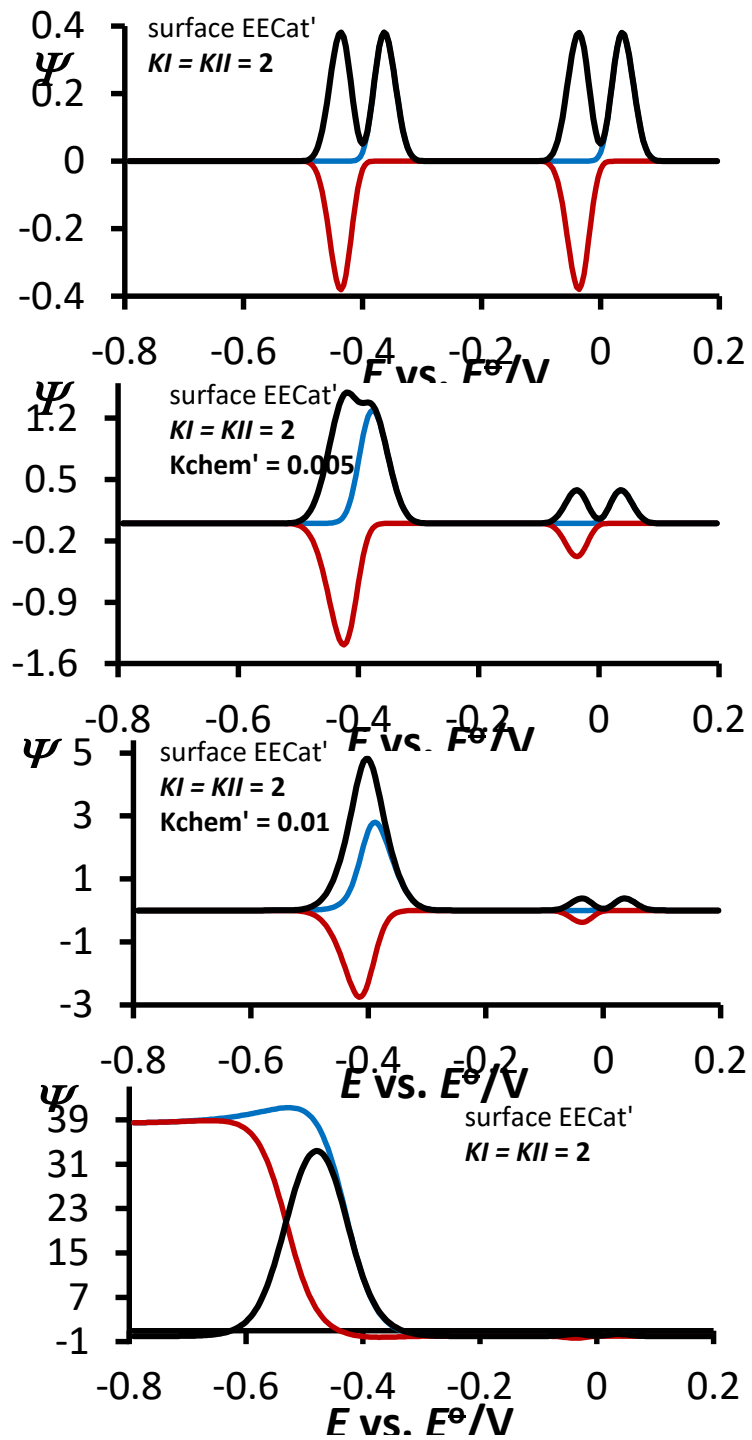 0.4
surface EECat'
Ψ
KI = KII = 2
0.2
0
-0.2
-0.4
-0.8 -0.6 -0.4 -0.2 0 0.2
E vs. E⦵/V
Ψ
surface EECat'
1.2
KI = KII = 2
Kchem' = 0.005
0.5
-0.2
-0.9
-1.6
-0.8 -0.6 -0.4 -0.2 0 0.2
E vs. E⦵/V
Ψ
5
surface EECat'
KI = KII = 2
3
Kchem' = 0.01
1
-1
-3
-0.8 -0.6 -0.4 -0.2 0 0.2
E vs. E⦵/V
Ψ
39
surface EECat'
KI = KII = 2
31
23
15
7
-1
-0.8 -0.6 -0.4 -0.2 0 0.2
E vs. E⦵/V